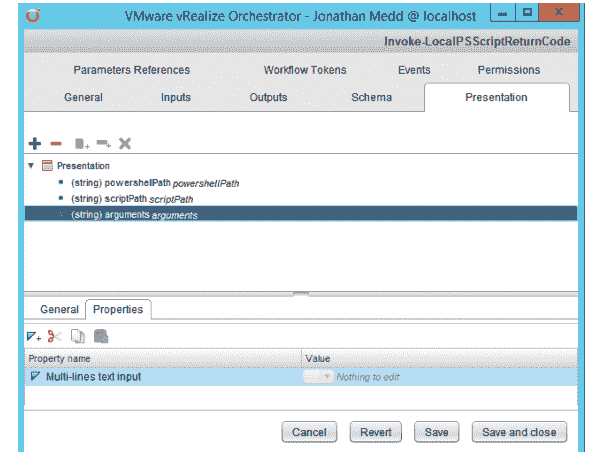 VMware vRealize Orchestrator - Jonathan Medd @ localhost
Invoke-LocalPSScriptReturnCode
Parameters References Workflow Tokens Events Permissions
General Inputs Outputs Schema Presentation
Presentation
(string) powershellPath powershellPath
(string) scriptPath scriptPath
(string) arguments arguments
General Properties
Property name Value
Multi-lines text input Nothing to edit
Cancel Revert Save Save and close